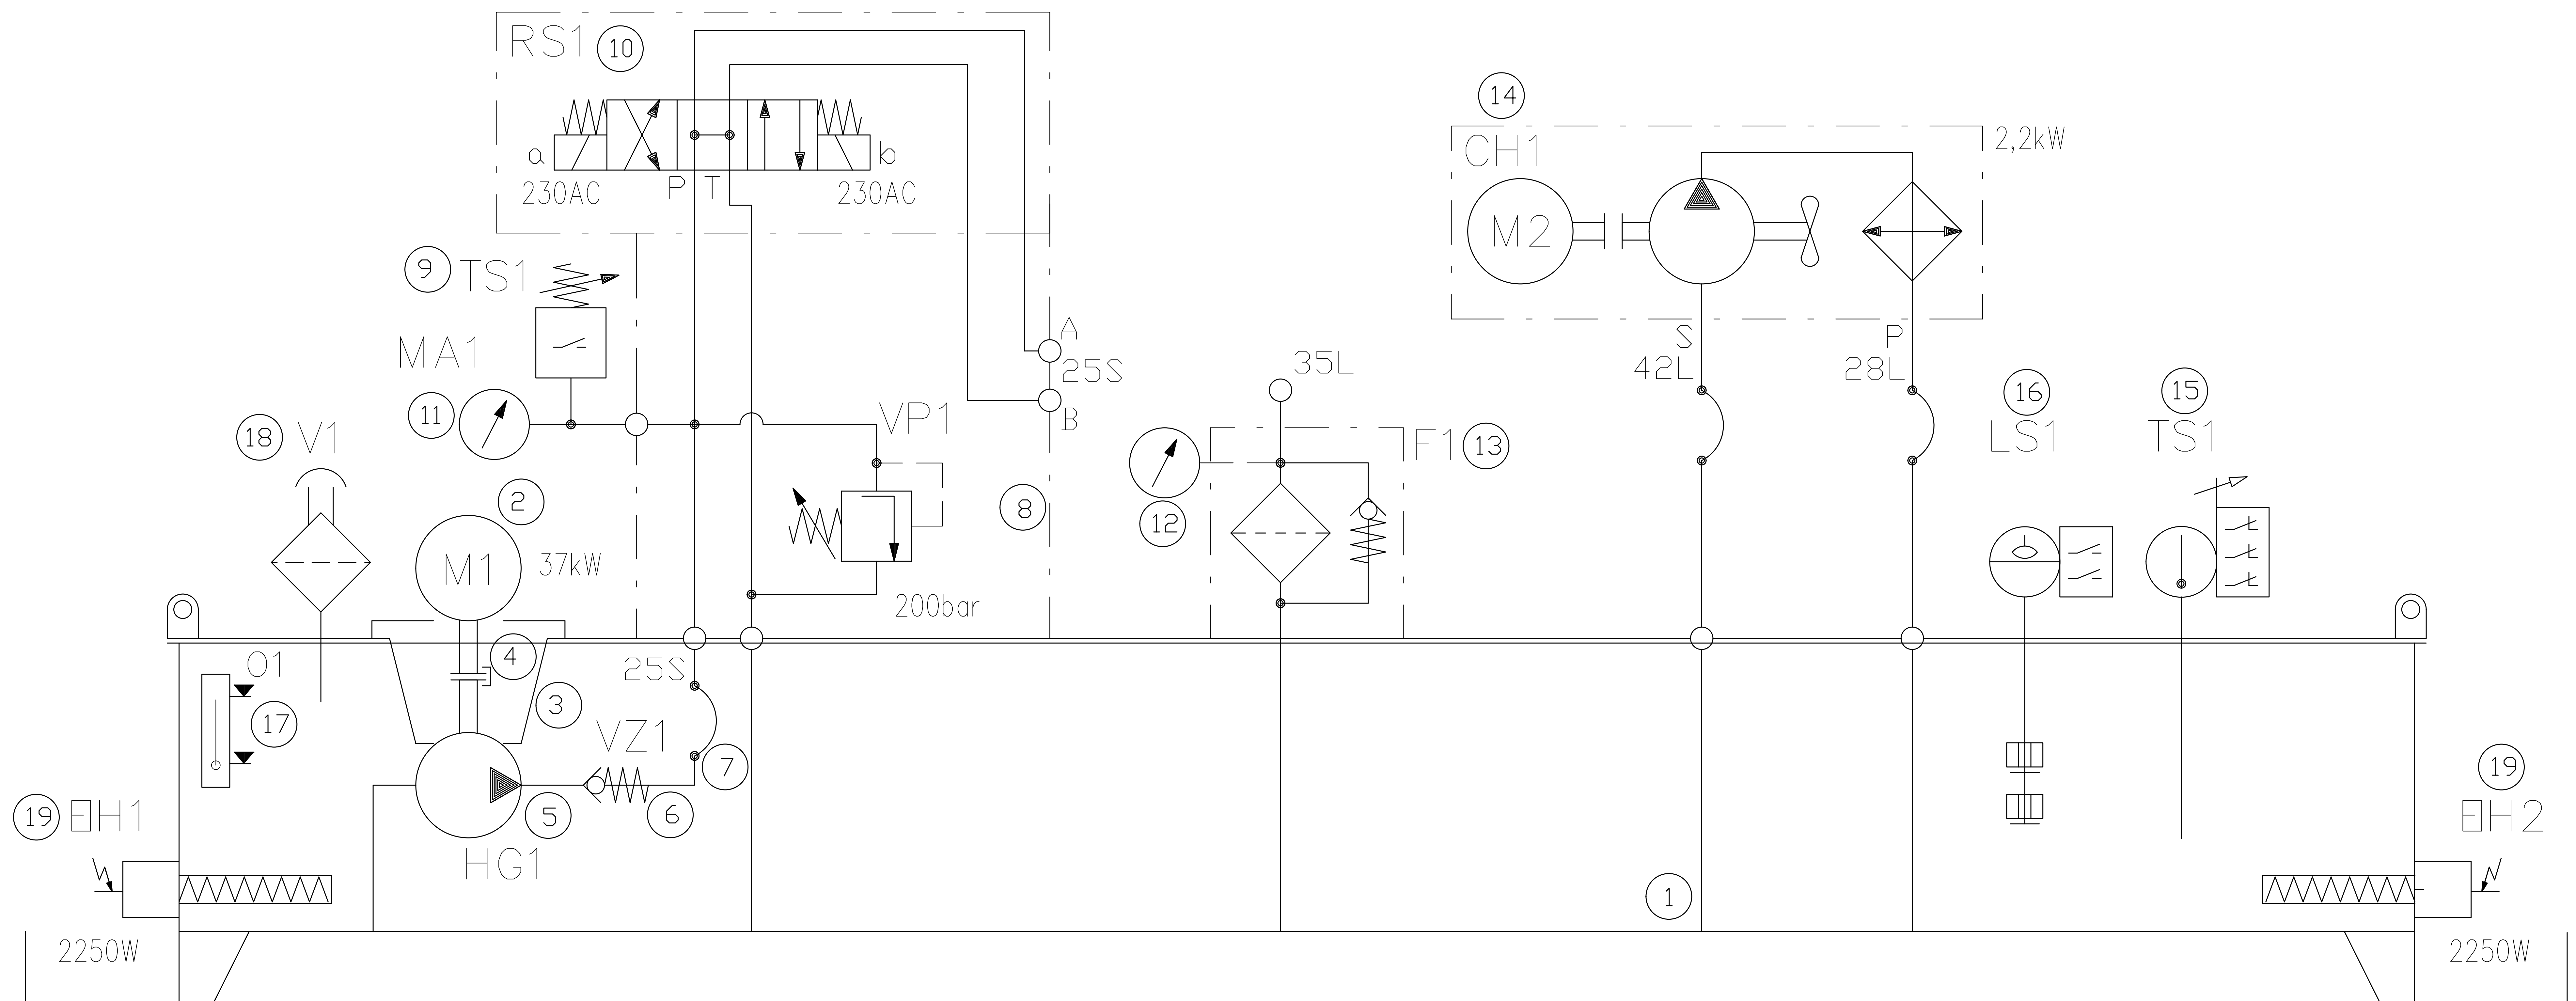 RS1 10
a b
230AC P T 230AC
14
CH1 2,2kW
M2
S P
42L 28L
9 TS1
MA1
11
A
25S
B
35L
18 V1
VP1
F1 13
12
16
LS1
15
TS1
2
M1 37kW
8
200bar
O1
4
25S
3
17
VZ1
7
5 6
HG1
19 EH1
2250W
1
19
EH2
2250W